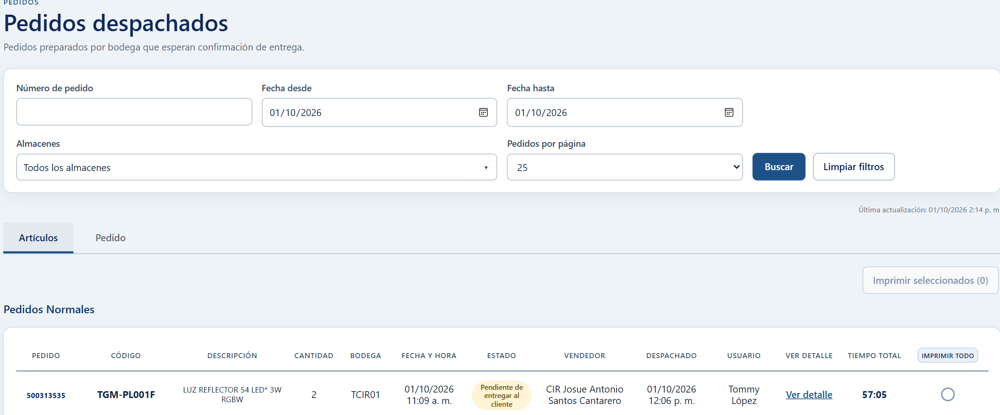 PEDIDOS
Pedidos despachados
Pedidos preparados por bodega que esperan confirmación de entrega.
Número de pedido
Fecha desde
Fecha hasta
01/10/2026
01/10/2026
Almacenes
Pedidos por página
Todos los almacenes
25
Buscar
Limpiar filtros
Última actualización: 01/10/2026 2:14 p. m
Artículos
Pedido
Imprimir seleccionados (0)
Pedidos Normales
PEDIDO
CÓDIGO
DESCRIPCIÓN
CANTIDAD
BODEGA
FECHA Y HORA
ESTADO
VENDEDOR
DESPACHADO
USUARIO
VER DETALLE
TIEMPO TOTAL
IMPRIMIR TODO
500313535
TGM-PL001F
LUZ REFLECTOR 54 LED* 3W
RGBW
2
TCIR01
01/10/2026
11:09 a. m.
Pendiente de
entregar al
cliente
CIR Josue Antonio
Santos Cantarero
01/10/2026
12:06 p. m.
Tommy
López
Ver detalle
57:05